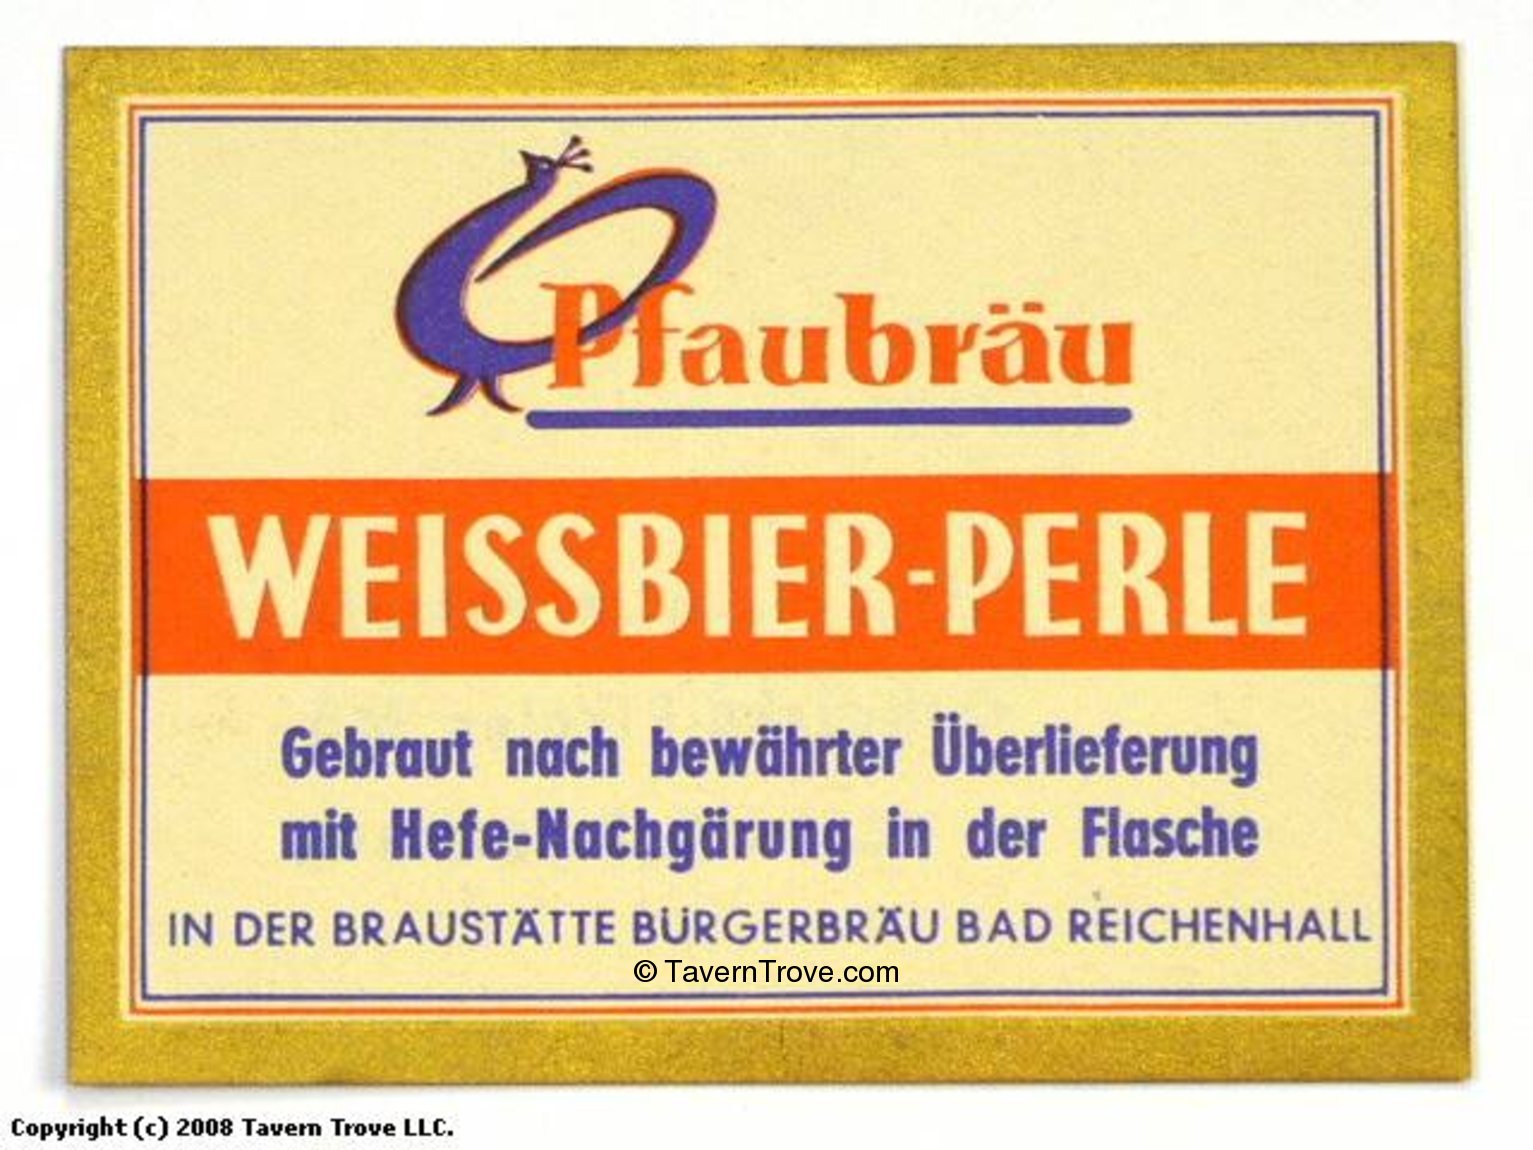 Pfaubräu
WEISSBIER-PERLE
Gebraut nach bewährter Überlieferung
mit Hefe-Nachgärung in der Flasche
IN DER BRAUSTÄTTE BÜRGERBRÄU BAD REICHENHALL
© TavernTrove.com
Copyright (c) 2008 Tavern Trove LLC.